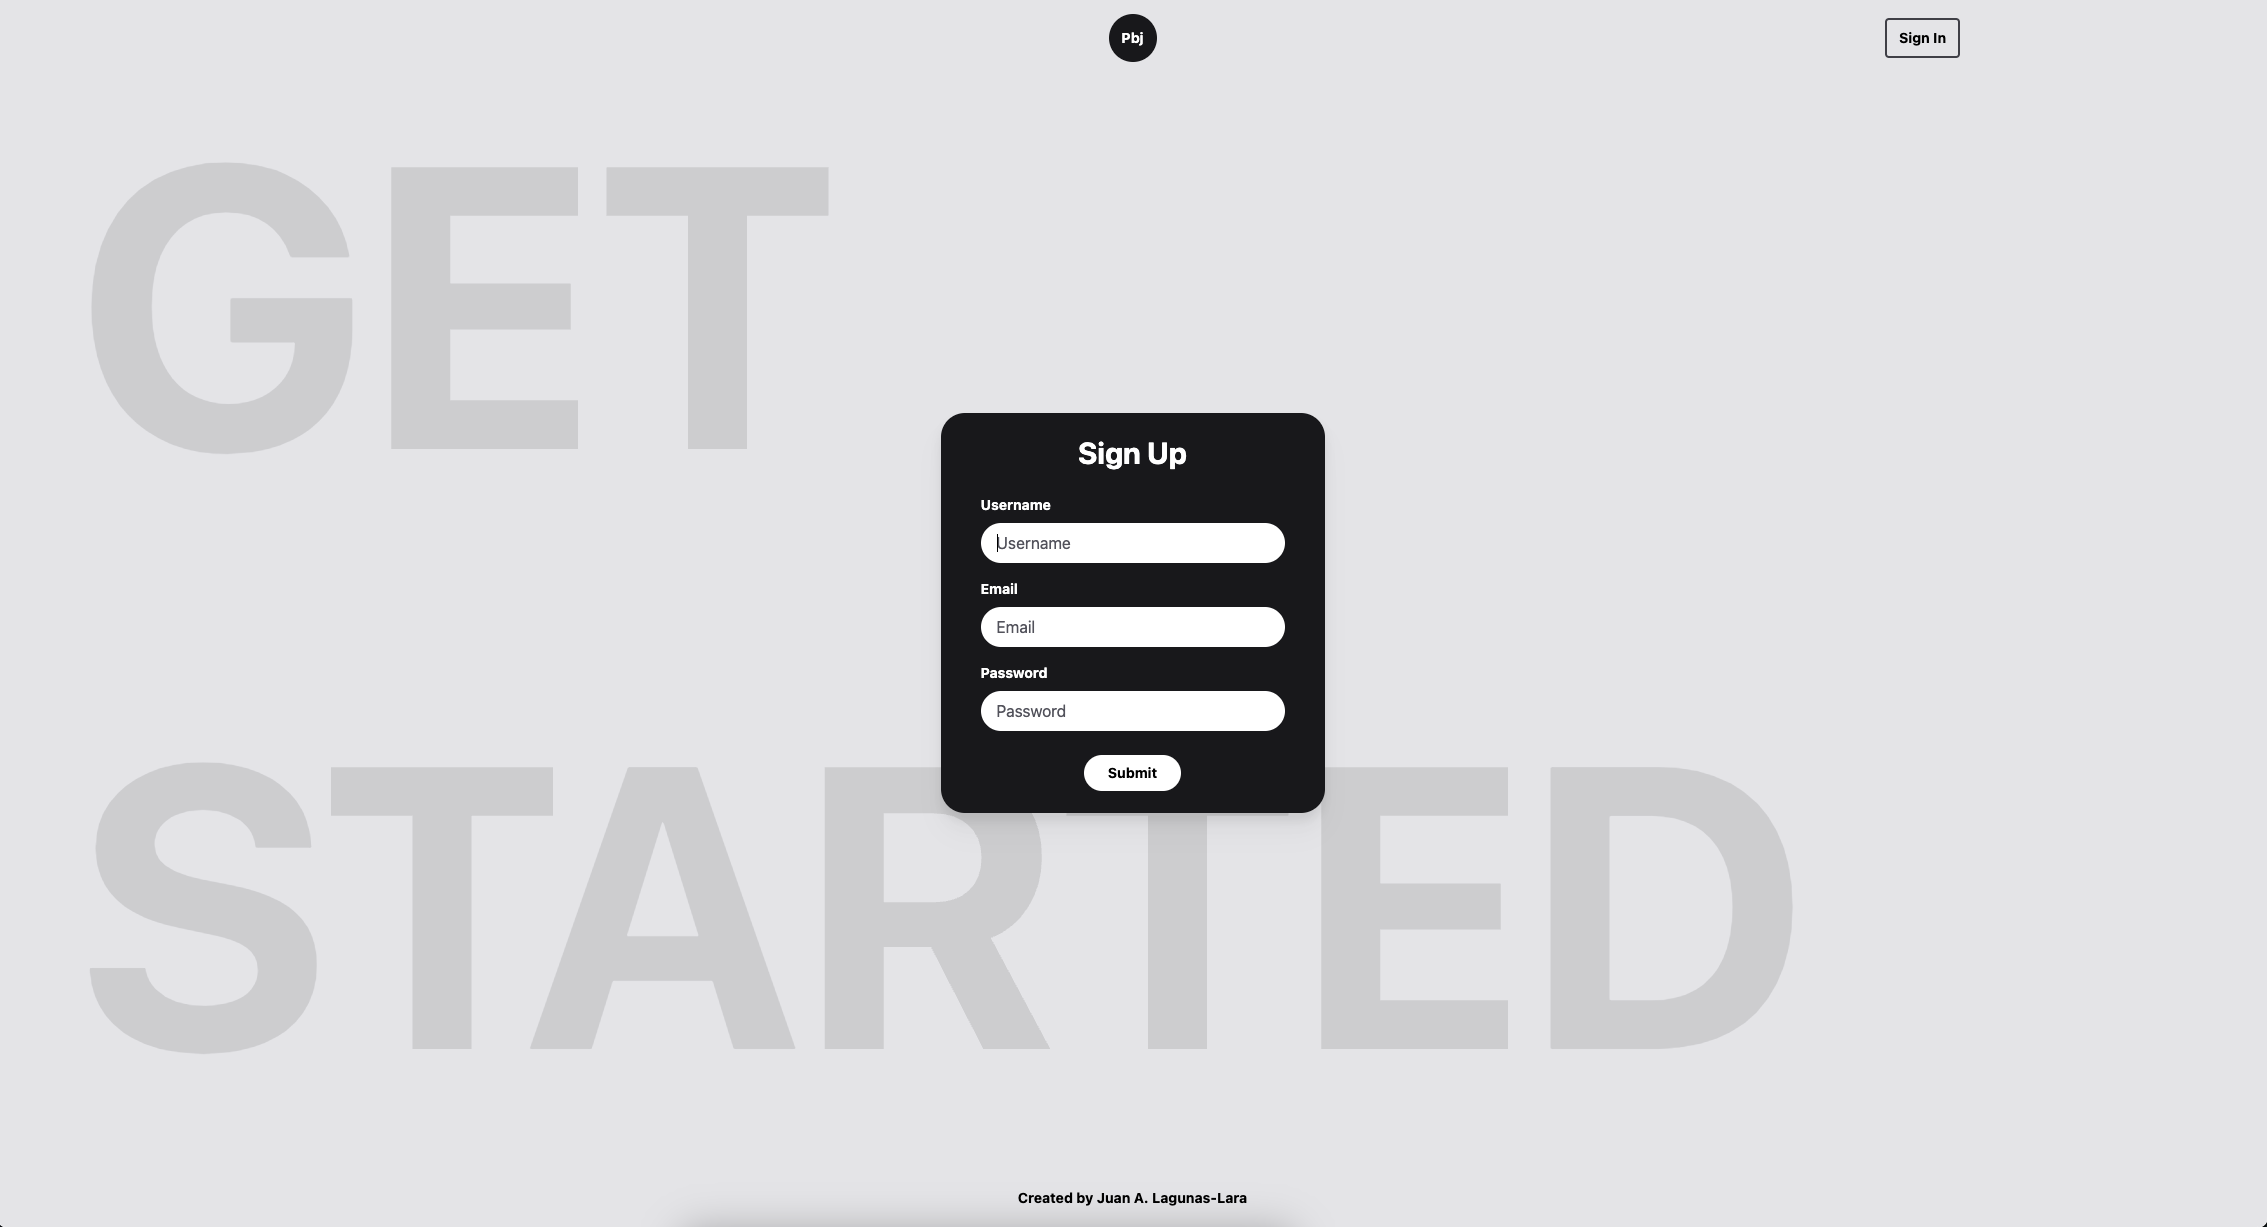 Pbj
Sign In
GET
Sign Up
Username
Username
Email
Email
Password
Password
Submit
STARTED
Created by Juan A. Lagunas-Lara